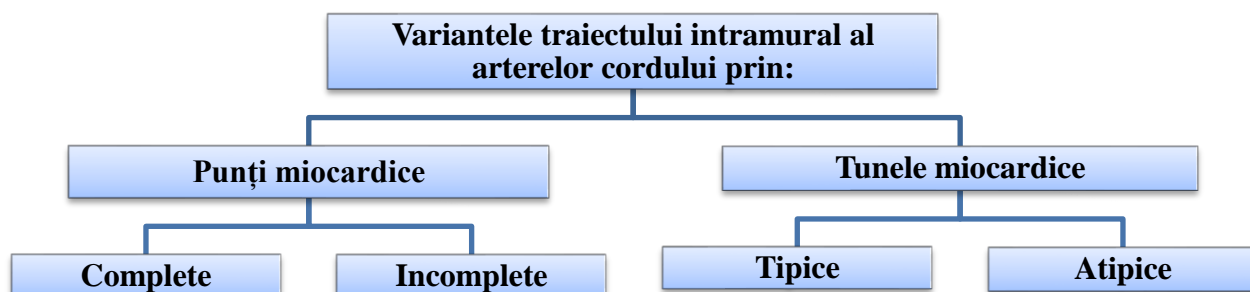 Variantele traiectului intramural al
arterelor cordului prin:
Punți miocardice
Tunele miocardice
Complete
Incomplete
Tipice
Atipice